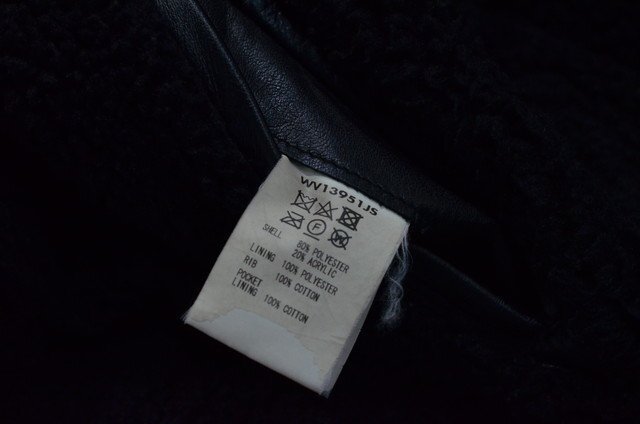 WV13951JS
F W
SHELL 80% POLYESTER
20% ACRYLIC
LINING 100% POLYESTER
RIB 100% COTTON
POCKET
LINING 100% COTTON